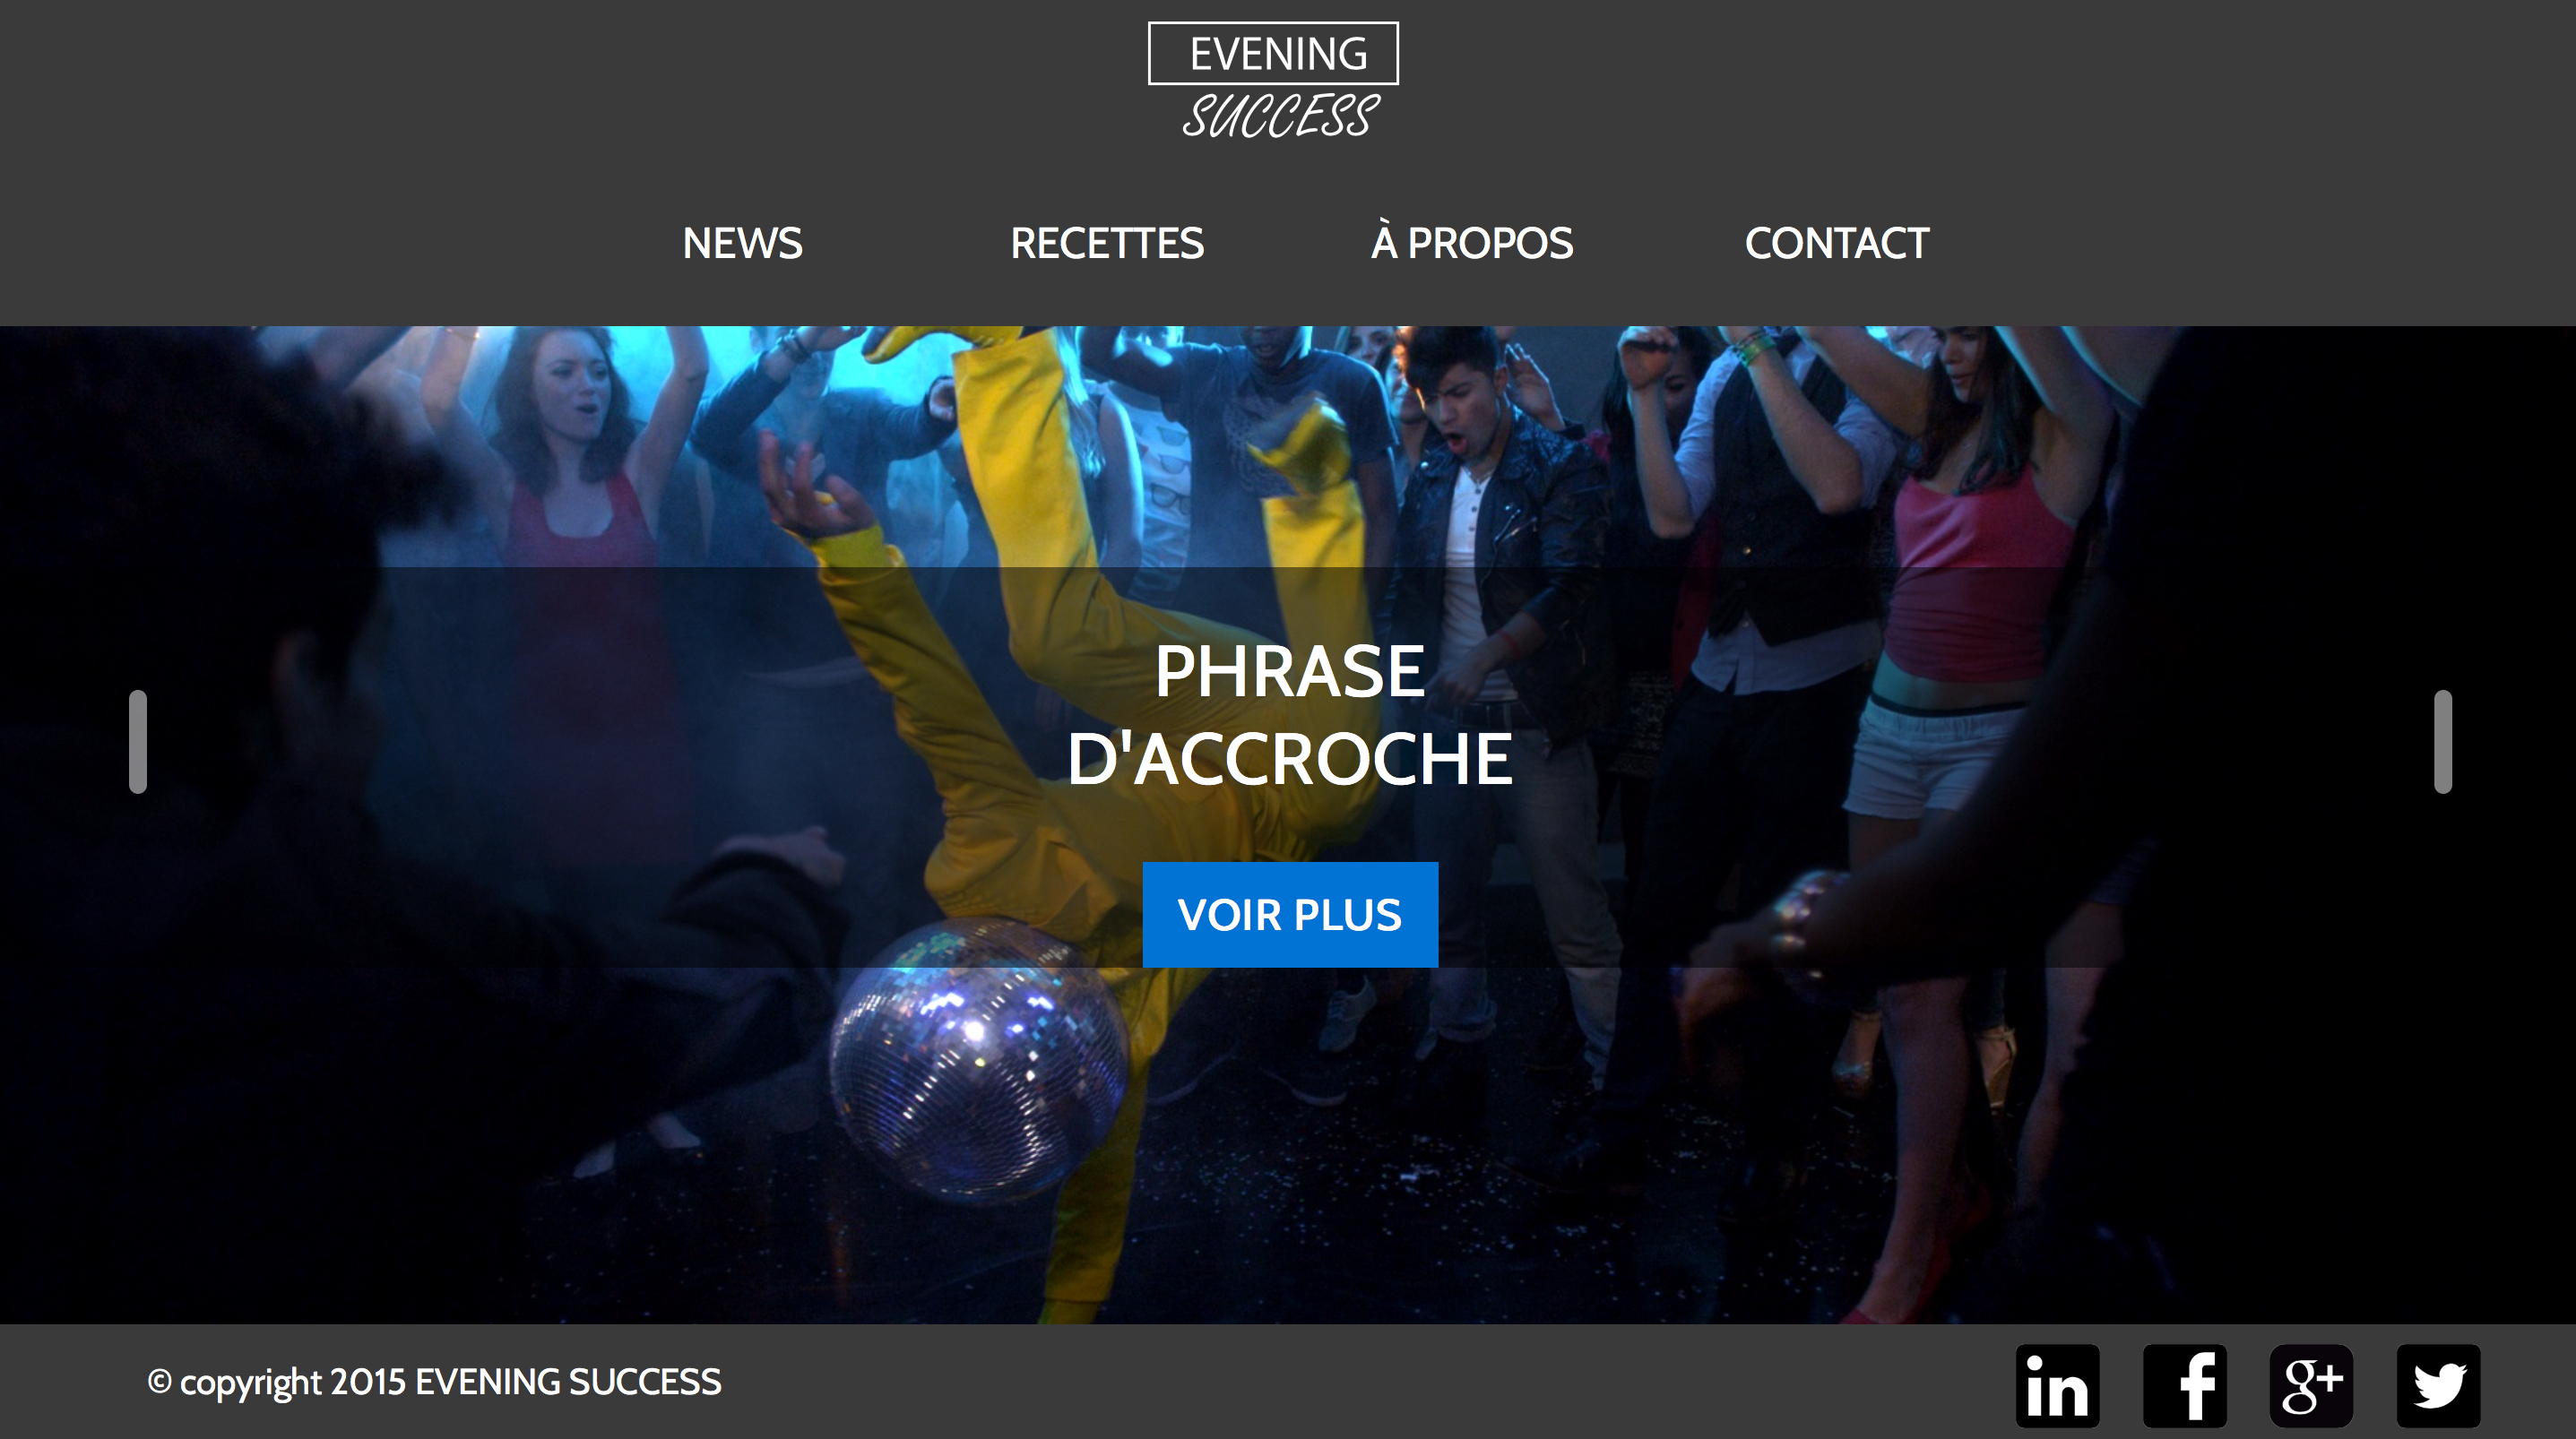 EVENING
SUCCESS
NEWS RECETTES À PROPOS CONTACT
PHRASE
D'ACCROCHE
VOIR PLUS
© copyright 2015 EVENING SUCCESS
in f g+